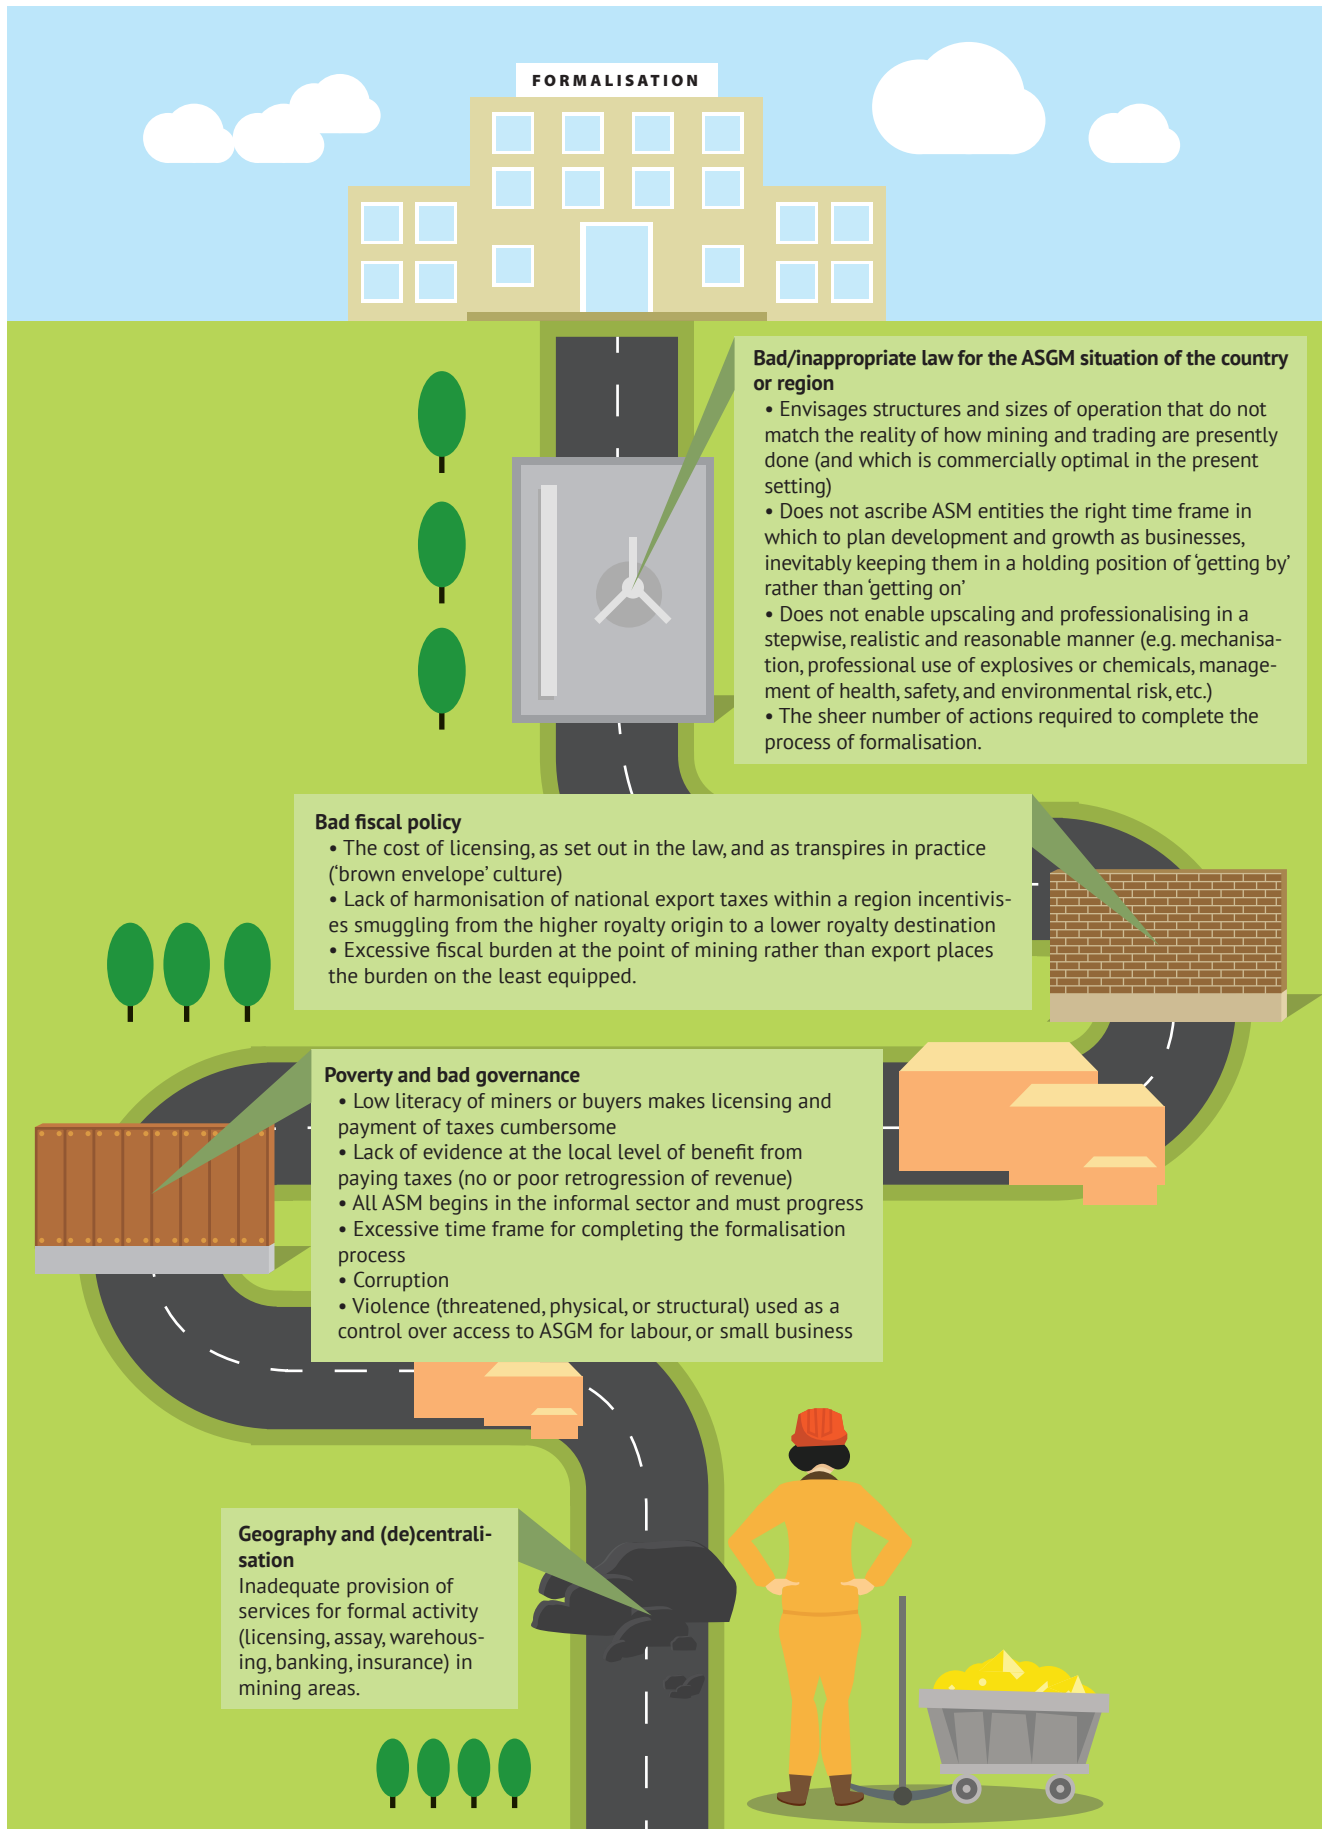 FORMALISATION
Bad/inappropriate law for the ASGM situation of the country
or region
• Envisages structures and sizes of operation that do not
match the reality of how mining and trading are presently
done (and which is commercially optimal in the present
setting)
• Does not ascribe ASM entities the right time frame in
which to plan development and growth as businesses,
inevitably keeping them in a holding position of ‘getting by’
rather than ‘getting on’
• Does not enable upscaling and professionalising in a
stepwise, realistic and reasonable manner (e.g. mechanisa-
tion, professional use of explosives or chemicals, manage-
ment of health, safety, and environmental risk, etc.)
• The sheer number of actions required to complete the
process of formalisation.
Bad fiscal policy
• The cost of licensing, as set out in the law, and as transpires in practice
(‘brown envelope’ culture)
• Lack of harmonisation of national export taxes within a region incentivis-
es smuggling from the higher royalty origin to a lower royalty destination
• Excessive fiscal burden at the point of mining rather than export places
the burden on the least equipped.
Poverty and bad governance
• Low literacy of miners or buyers makes licensing and
payment of taxes cumbersome
• Lack of evidence at the local level of benefit from
paying taxes (no or poor retrogression of revenue)
• All ASM begins in the informal sector and must progress
• Excessive time frame for completing the formalisation
process
• Corruption
• Violence (threatened, physical, or structural) used as a
control over access to ASGM for labour, or small business
Geography and (de)centrali-
sation
Inadequate provision of
services for formal activity
(licensing, assay, warehous-
ing, banking, insurance) in
mining areas.